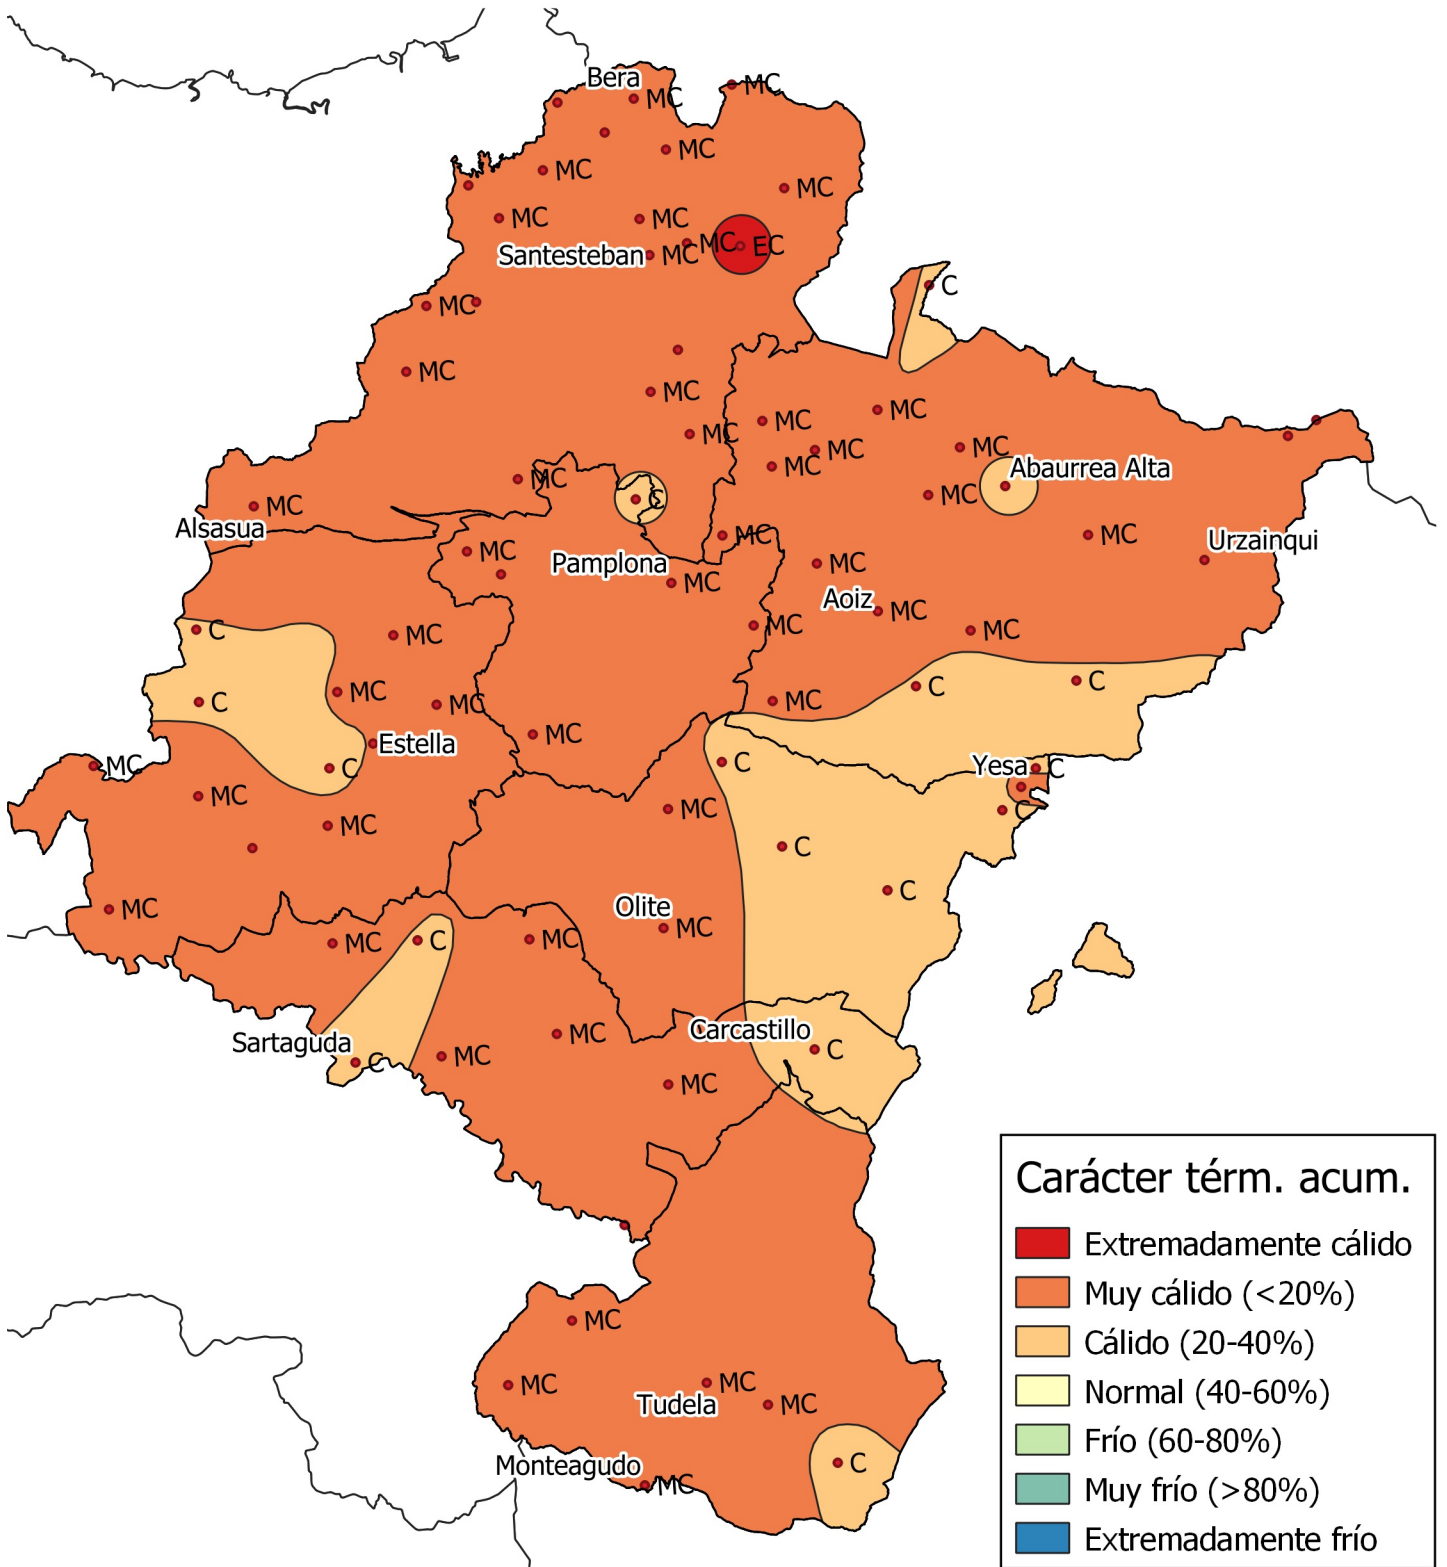 Bera
MC
MC
MC
MC
MC
MC
MC
Santesteban
MC
MC
EC
C
MC
MC
MC
MC
MC
MC
MC
MC
MC
MC
Abaurrea Alta
MC
C
MC
MC
Alsasua
MC
MC
Urzainqui
MC
Pamplona
MC
MC
Aoiz
MC
C
MC
MC
MC
C
C
MC
C
MC
MC
MC
Estella
C
MC
C
Yesa
C
MC
MC
C
MC
C
C
MC
Olite
MC
MC
C
MC
Sartaguda
MC
Carcastillo
C
C
MC
MC
MC
MC
MC
MC
Tudela
Monteagudo
MC
C
Carácter térm. acum.
Extremadamente cálido
Muy cálido (<20%)
Cálido (20-40%)
Normal (40-60%)
Frío (60-80%)
Muy frío (>80%)
Extremadamente frío